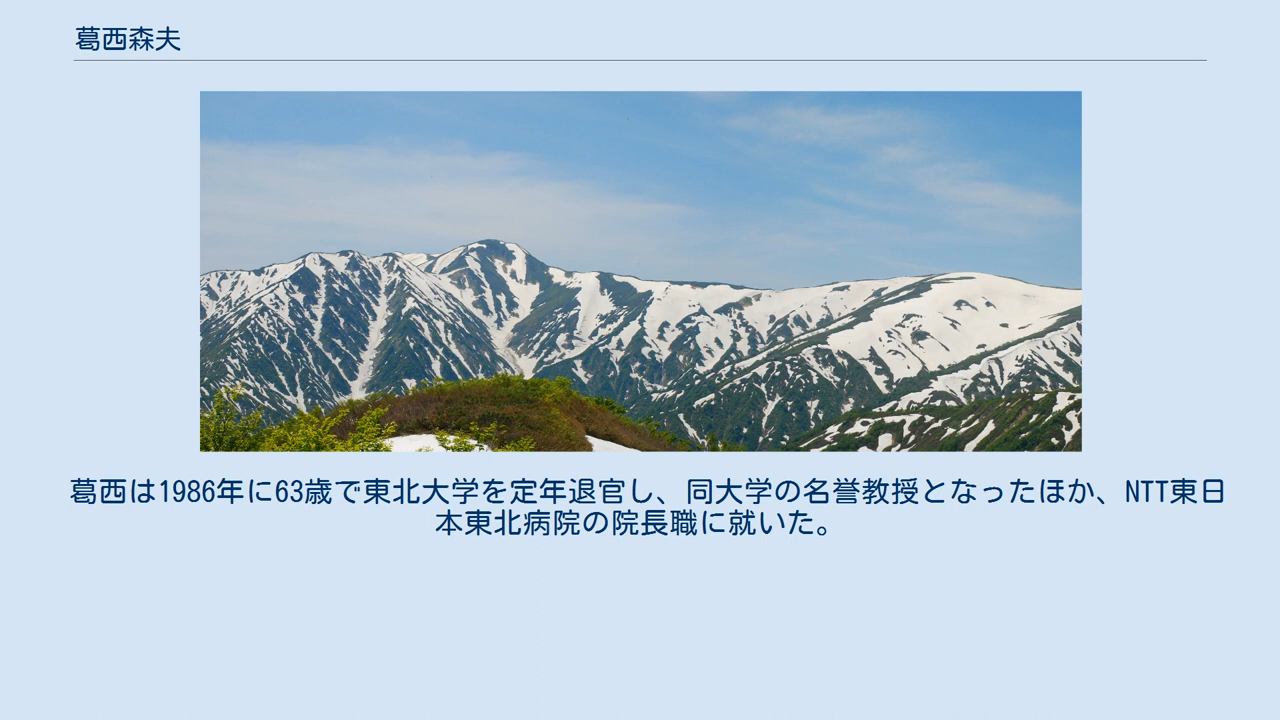 葛西森夫
葛西は1986年に63歳で東北大学を定年退官し、同大学の名誉教授となったほか、NTT東日
本東北病院の院長職に就いた。